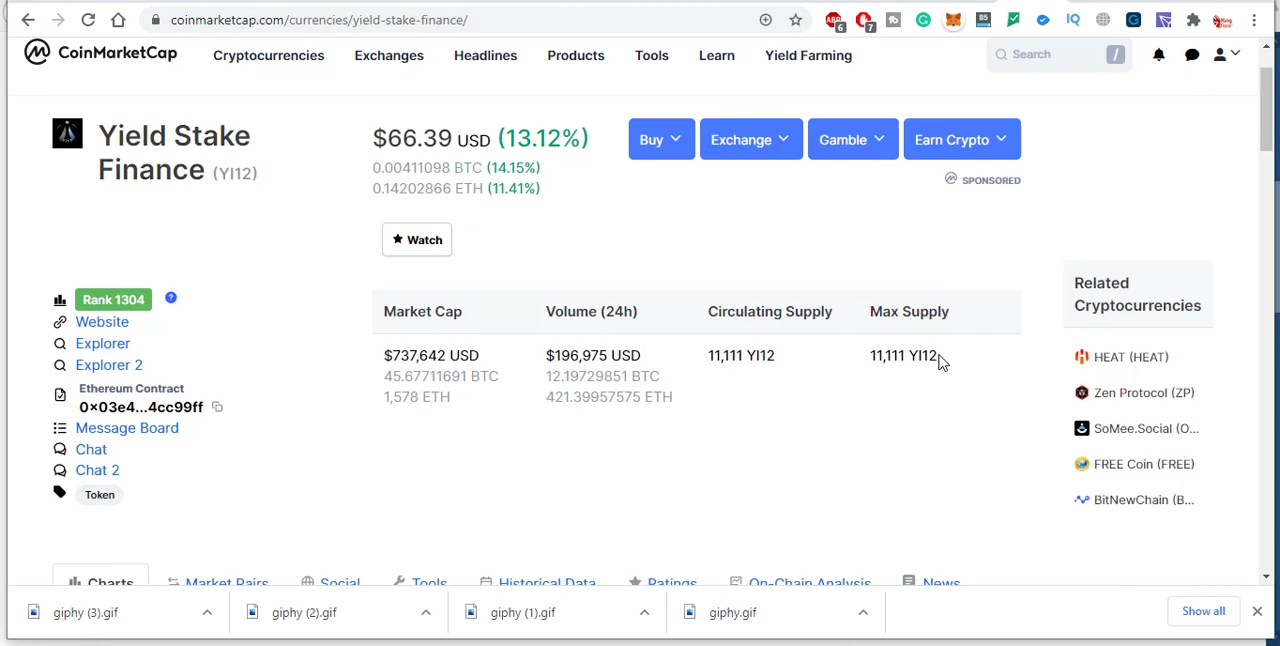 coinmarketcap.com/currencies/yield-stake-finance/
6
7
85
IQ
CoinMarketCap
Cryptocurrencies
Exchanges
Headlines
Products
Tools
Learn
Yield Farming
Search
/
Yield Stake
Finance (YI12)
$66.39 USD (13.12%)
0.00411098 BTC (14.15%)
0.14202866 ETH (11.41%)
Buy
Exchange
Gamble
Earn Crypto
SPONSORED
Watch
Rank 1304
?
Website
Explorer
Explorer 2
Ethereum Contract
0x03e4...4cc99ff
Message Board
Chat
Chat 2
Token
Market Cap
Volume (24h)
Circulating Supply
Max Supply
$737,642 USD
$196,975 USD
11,111 YI12
11,111 YI12
45.67711691 BTC
12.19729851 BTC
1,578 ETH
421.39957575 ETH
Related
Cryptocurrencies
HEAT (HEAT)
Zen Protocol (ZP)
SoMee.Social (O...
FREE Coin (FREE)
BitNewChain (B...
Charts
Market Pairs
Social
Tools
Historical Data
Ratings
On-Chain Analysis
News
giphy (3).gif
giphy (2).gif
giphy (1).gif
giphy.gif
Show all